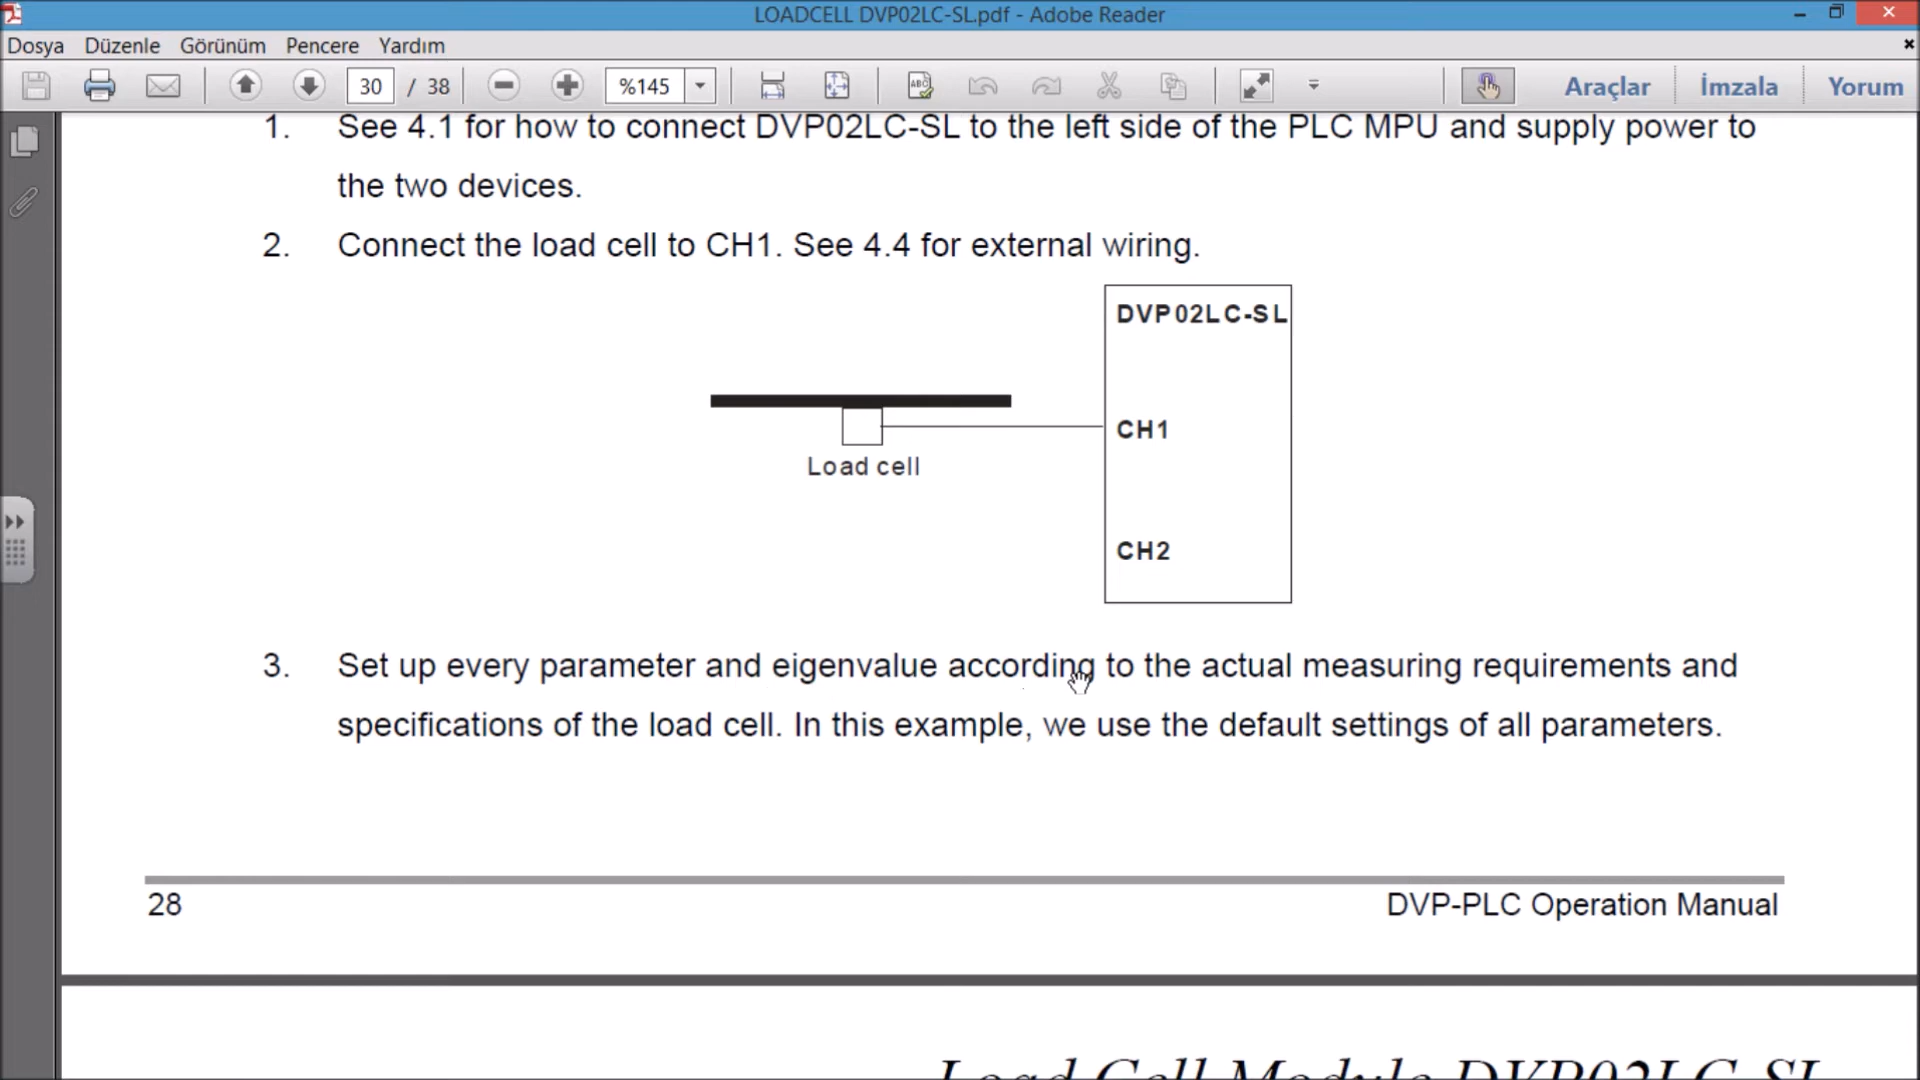 LOADCELL DVP02LC-SL.pdf - Adobe Reader
Dosya Düzenle Görünüm Pencere Yardım
30 / 38 %145 Araçlar İmzala Yorum
1. See 4.1 for how to connect DVP02LC-SL to the left side of the PLC MPU and supply power to
the two devices.
2. Connect the load cell to CH1. See 4.4 for external wiring.
DVP02LC-SL
CH1
Load cell
CH2
3. Set up every parameter and eigenvalue according to the actual measuring requirements and
specifications of the load cell. In this example, we use the default settings of all parameters.
28 DVP-PLC Operation Manual
Load Cell Module DVP02LC-SL